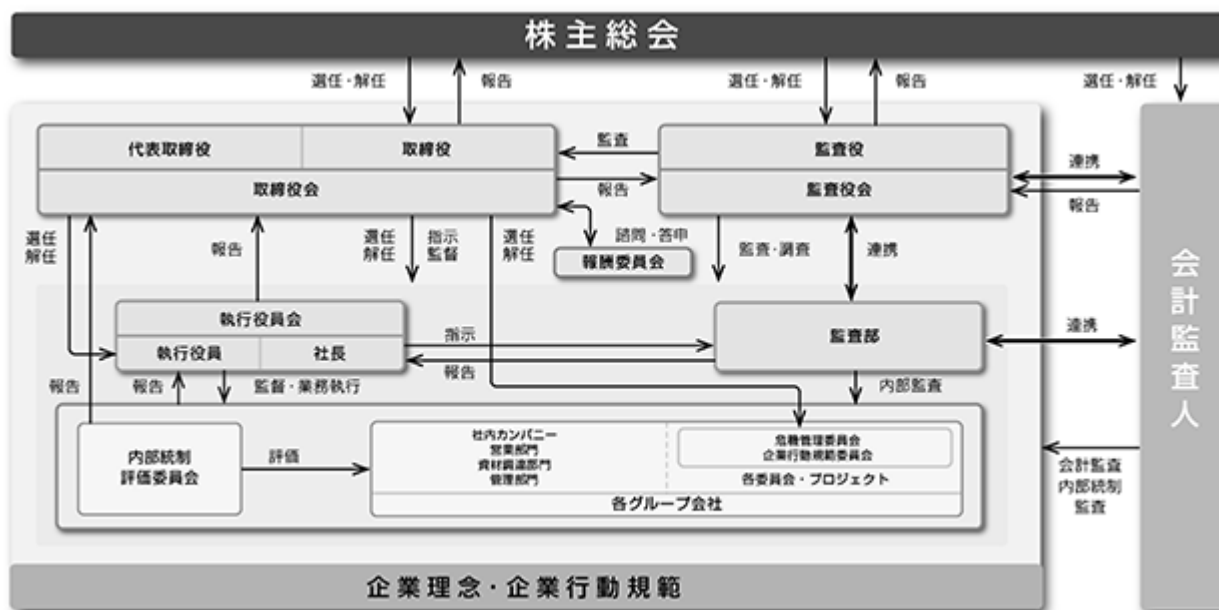 株主総会
選任・解任
報告
選任・解任
報告
選任・解任
代表取締役
取締役
監査
監査役
連携
取締役会
報告
監査役会
報告
選任
解任
報告
選任
解任
指示
監督
選任
解任
諮問・答申
報酬委員会
監査・調査
連携
会計監査人
執行役員会
執行役員
社長
指示
報告
監査部
連携
報告
報告
監督・業務執行
内部監査
内部統制
評価委員会
評価
社内カンパニー
営業部門
資材調達部門
管理部門
危機管理委員会
企業行動規範委員会
各委員会・プロジェクト
各グループ会社
会計監査
内部統制
監査
企業理念・企業行動規範